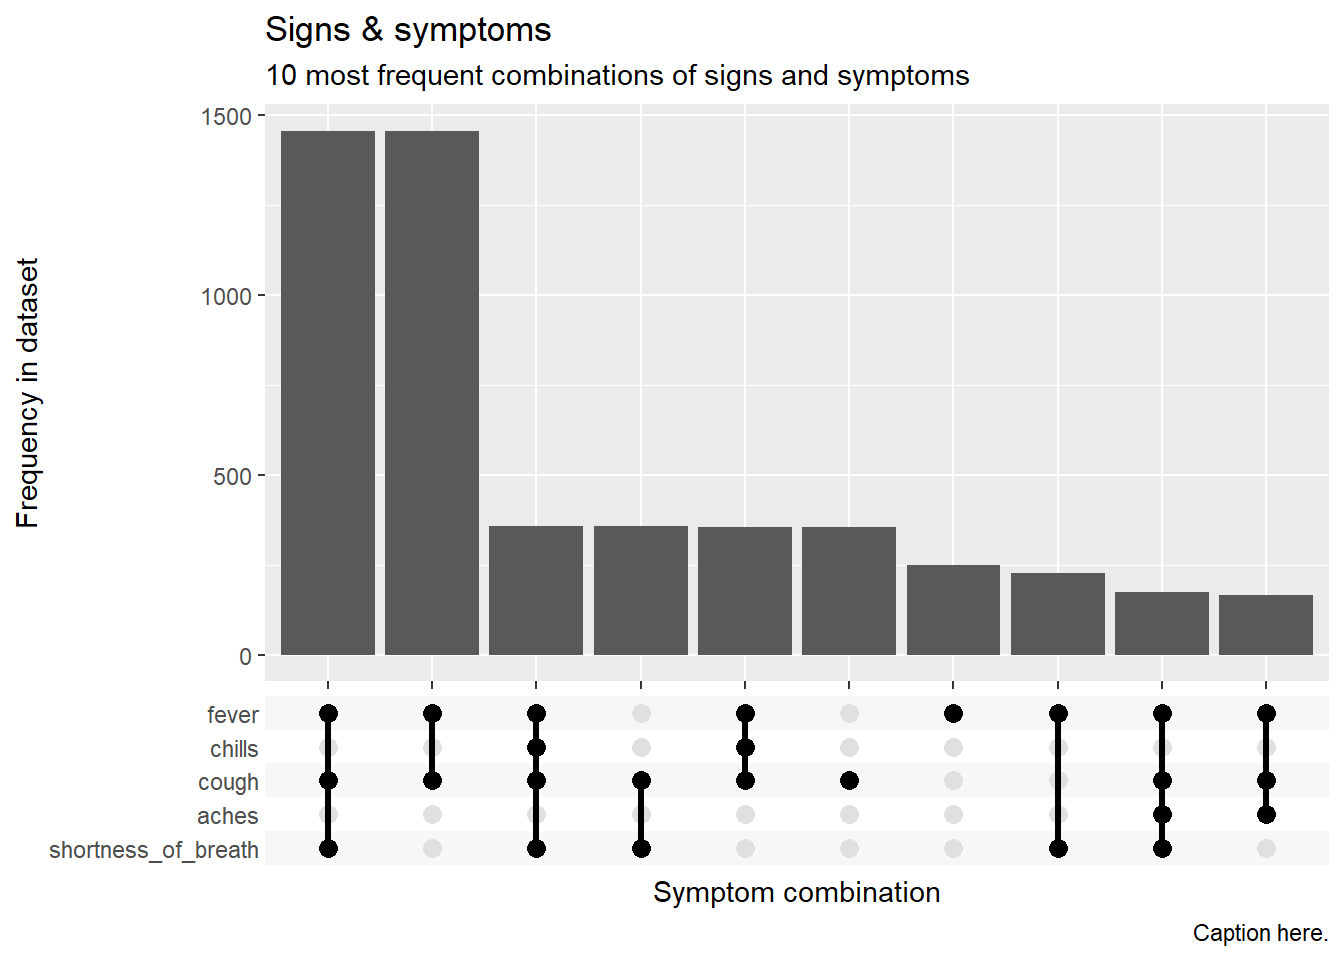 Signs & symptoms
10 most frequent combinations of signs and symptoms
Frequency in dataset
1500
1000
500
0
fever
chills
cough
aches
shortness_of_breath
Symptom combination
Caption here.